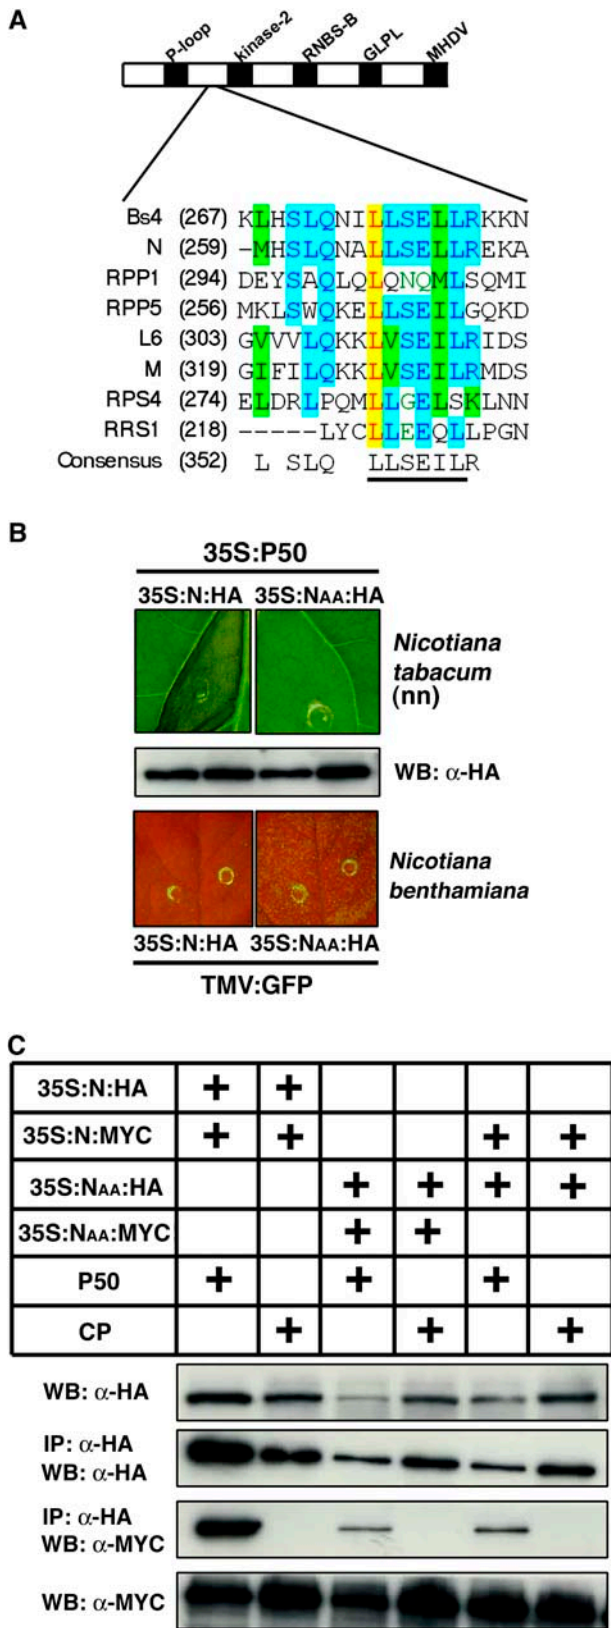 A
P-loop kinase-2 RNBS-B GLPL MHDV
Bs4 (267) KLHSLQNILLSELLRKKN
N (259) -MHSLQNALLSELLREKA
RPP1 (294) DEYSAQLQLQNQMLSQMI
RPP5 (256) MKLSWQKELLSEILGQKD
L6 (303) GVVVLQKKLVSEILRIDS
M (319) GIFILQKKLVSEILRMDS
RPS4 (274) ELDRLPQMLLGELSKLNN
RRS1 (218) -----LYCLLEEQLLPGN
Consensus (352) L SLQ LLSEILR
B
35S:P50
35S:N:HA 35S:NAA:HA
Nicotiana
tabacum
(nn)
WB: α-HA
Nicotiana
benthamiana
35S:N:HA 35S:NAA:HA
TMV:GFP
C
35S:N:HA + +
35S:N:MYC + + + +
35S:NAA:HA + + + +
35S:NAA:MYC + +
P50 + + +
CP + + +
WB: α-HA
IP: α-HA
WB: α-HA
IP: α-HA
WB: α-MYC
WB: α-MYC